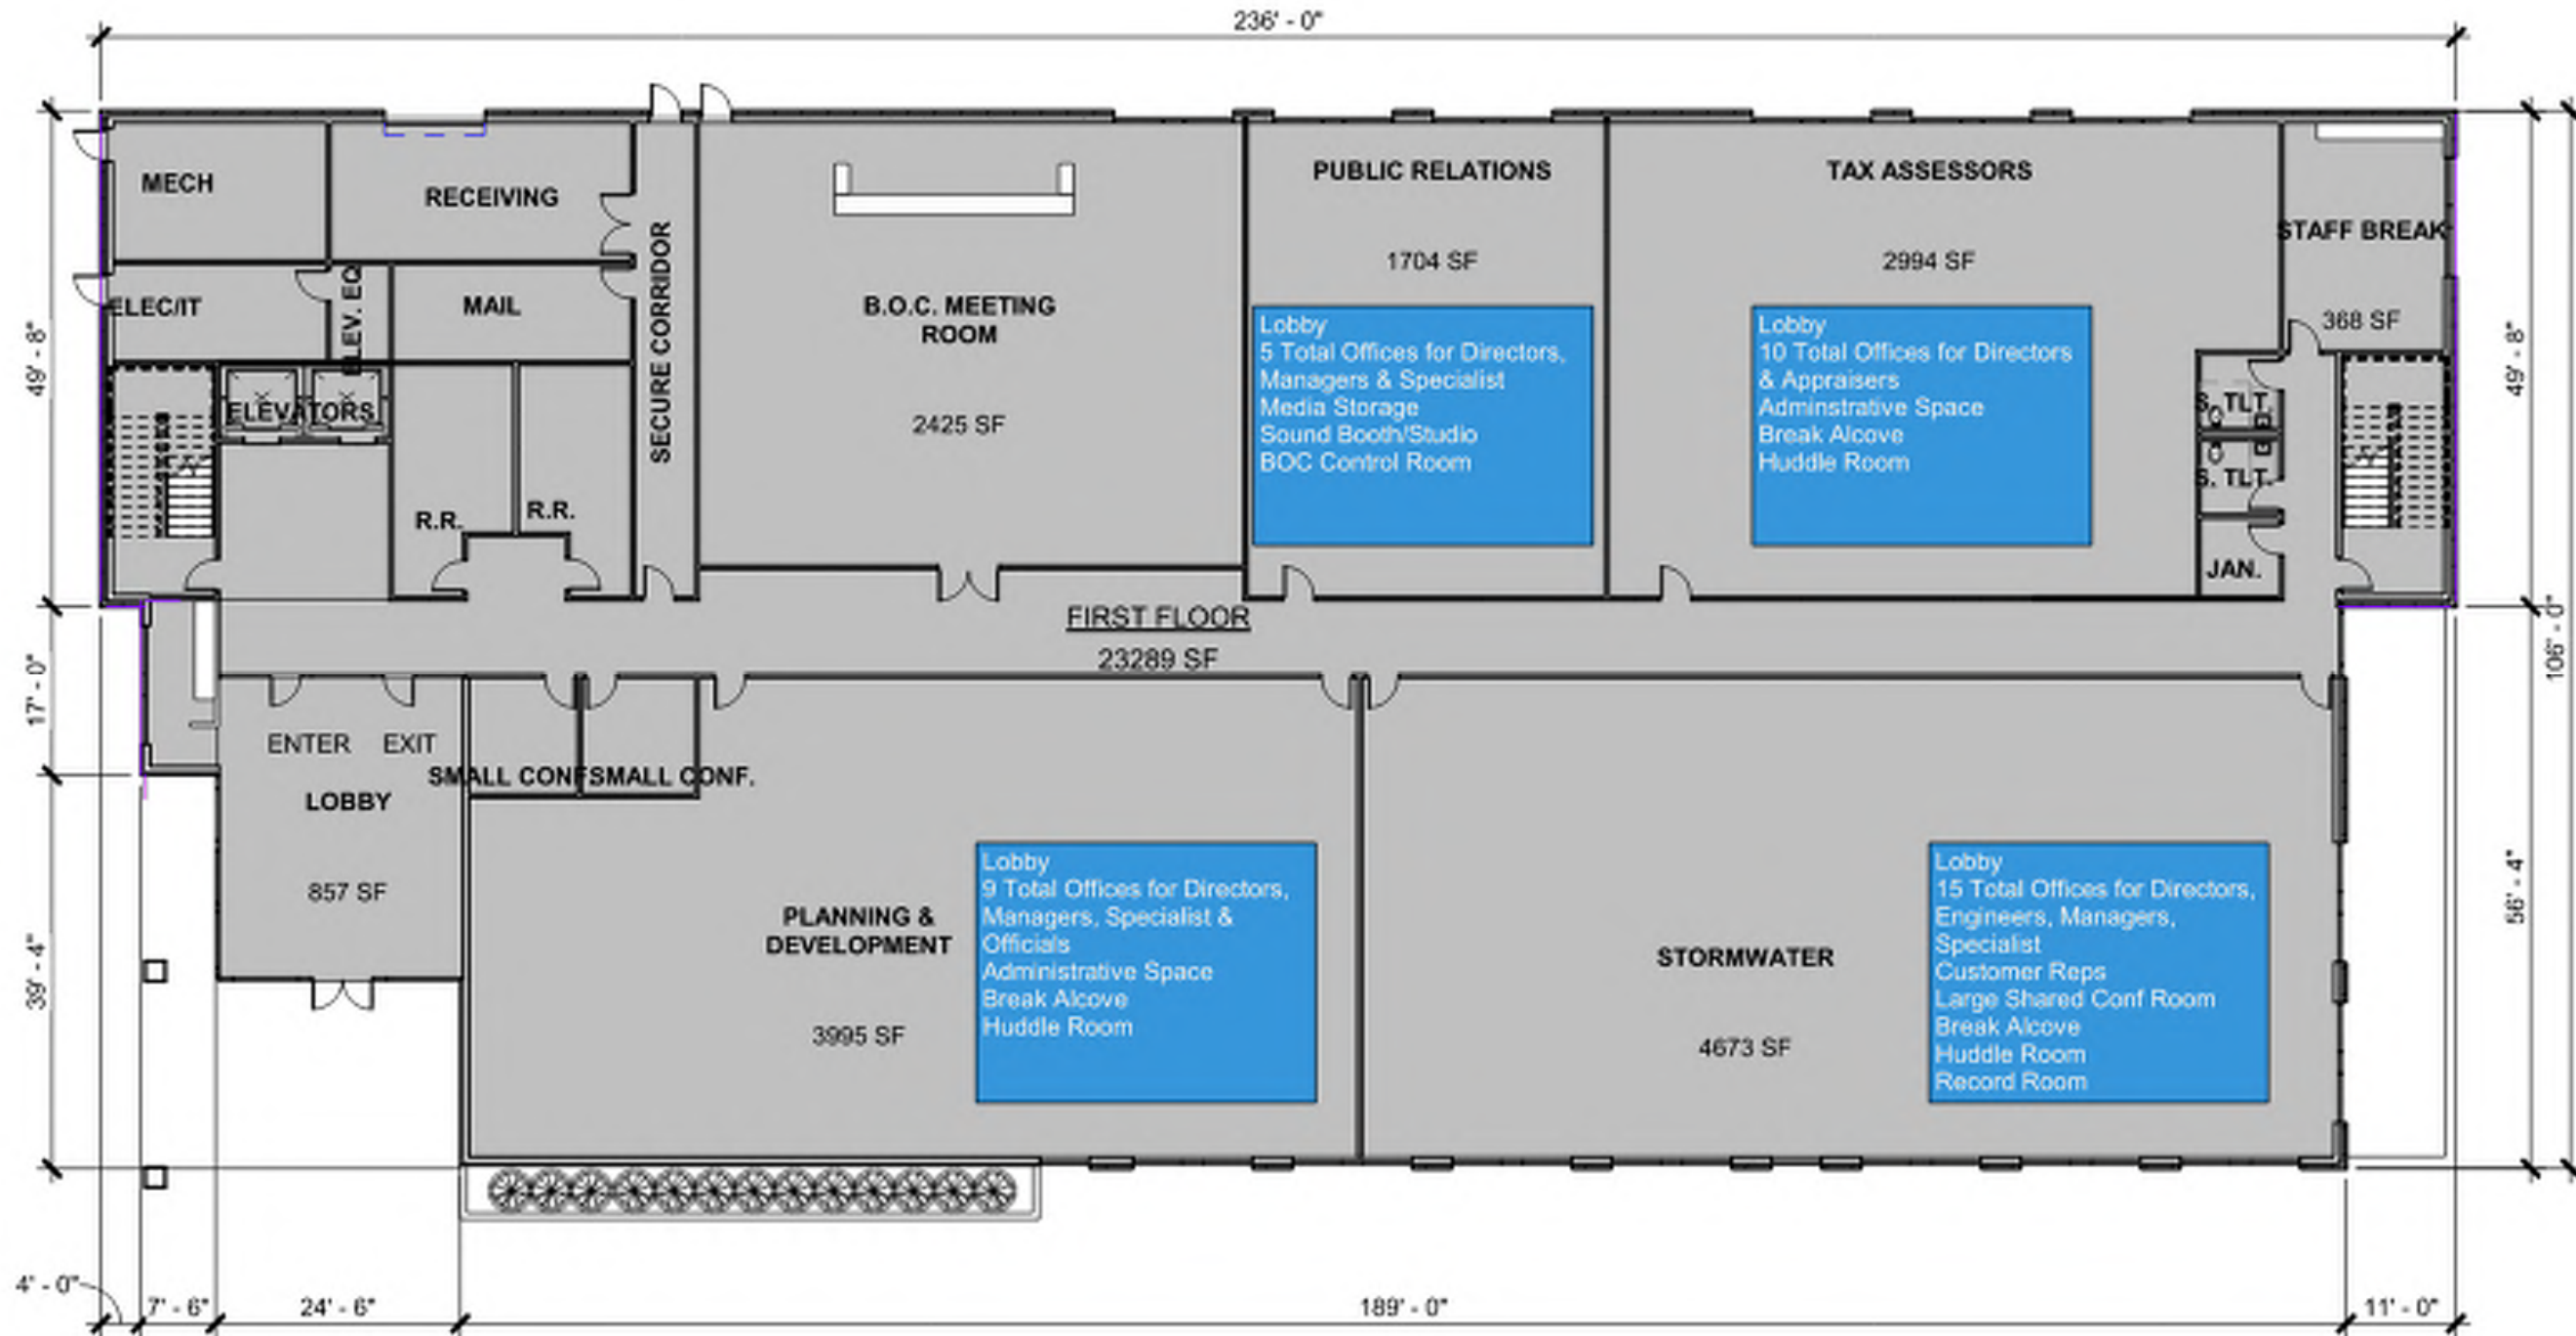 236' - 0"
MECH
RECEIVING
ELEC/IT
ELEV. EQ
MAIL
SECURE CORRIDOR
ELEVATORS
R.R.
R.R.
B.O.C. MEETING
ROOM
2425 SF
PUBLIC RELATIONS
1704 SF
Lobby
5 Total Offices for Directors,
Managers & Specialist
Media Storage
Sound Booth/Studio
BOC Control Room
TAX ASSESSORS
2994 SF
Lobby
10 Total Offices for Directors
& Appraisers
Adminstrative Space
Break Alcove
Huddle Room
STAFF BREAK
368 SF
S. TLT.
S. TLT.
JAN.
49' - 8"
17' - 0"
39' - 4"
49' - 8"
106' - 0"
56' - 4"
FIRST FLOOR
23289 SF
ENTER
EXIT
LOBBY
857 SF
SMALL CONF.
SMALL CONF.
PLANNING &
DEVELOPMENT
3995 SF
Lobby
9 Total Offices for Directors,
Managers, Specialist &
Officials
Administrative Space
Break Alcove
Huddle Room
STORMWATER
4673 SF
Lobby
15 Total Offices for Directors,
Engineers, Managers,
Specialist
Customer Reps
Large Shared Conf Room
Break Alcove
Huddle Room
Record Room
4' - 0"
7' - 6"
24' - 6"
189' - 0"
11' - 0"